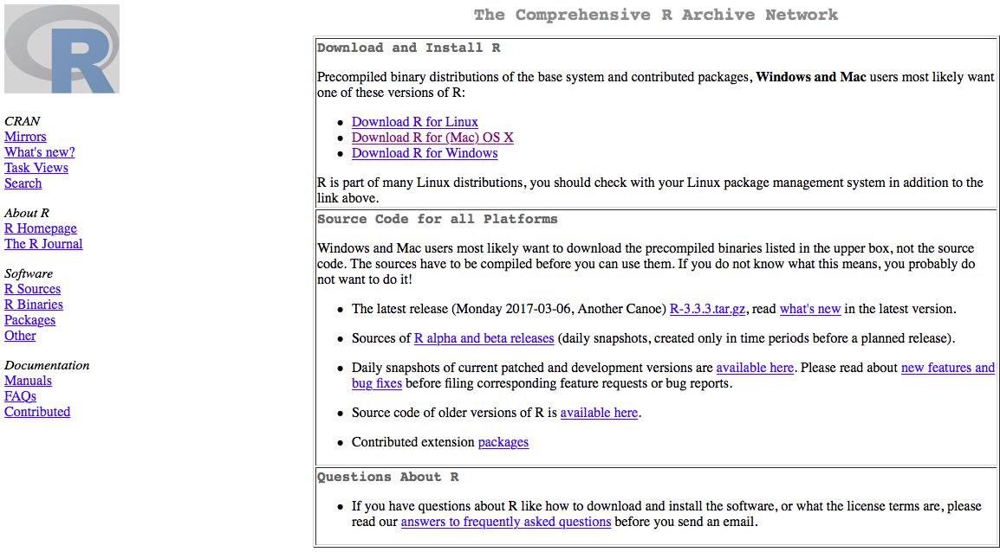 R
CRAN
Mirrors
What's new?
Task Views
Search
About R
R Homepage
The R Journal
Software
R Sources
R Binaries
Packages
Other
Documentation
Manuals
FAQs
Contributed
The Comprehensive R Archive Network
Download and Install R
Precompiled binary distributions of the base system and contributed packages, Windows and Mac users most likely want
one of these versions of R:
• Download R for Linux
• Download R for (Mac) OS X
• Download R for Windows
R is part of many Linux distributions, you should check with your Linux package management system in addition to the
link above.
Source Code for all Platforms
Windows and Mac users most likely want to download the precompiled binaries listed in the upper box, not the source
code. The sources have to be compiled before you can use them. If you do not know what this means, you probably do
not want to do it!
• The latest release (Monday 2017-03-06, Another Canoe) R-3.3.3.tar.gz, read what's new in the latest version.
• Sources of R alpha and beta releases (daily snapshots, created only in time periods before a planned release).
• Daily snapshots of current patched and development versions are available here. Please read about new features and
bug fixes before filing corresponding feature requests or bug reports.
• Source code of older versions of R is available here.
• Contributed extension packages
Questions About R
• If you have questions about R like how to download and install the software, or what the license terms are, please
read our answers to frequently asked questions before you send an email.